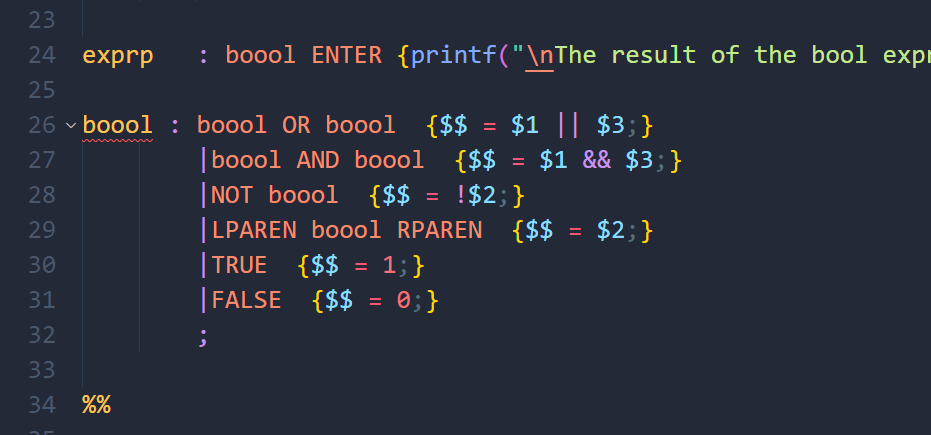 23
24 exprp : boool ENTER {printf("\nThe result of the bool expr
25
26 boool : boool OR boool {$$ = $1 || $3;}
27 |boool AND boool {$$ = $1 && $3;}
28 |NOT boool {$$ = !$2;}
29 |LPAREN boool RPAREN {$$ = $2;}
30 |TRUE {$$ = 1;}
31 |FALSE {$$ = 0;}
32 ;
33
34 %%